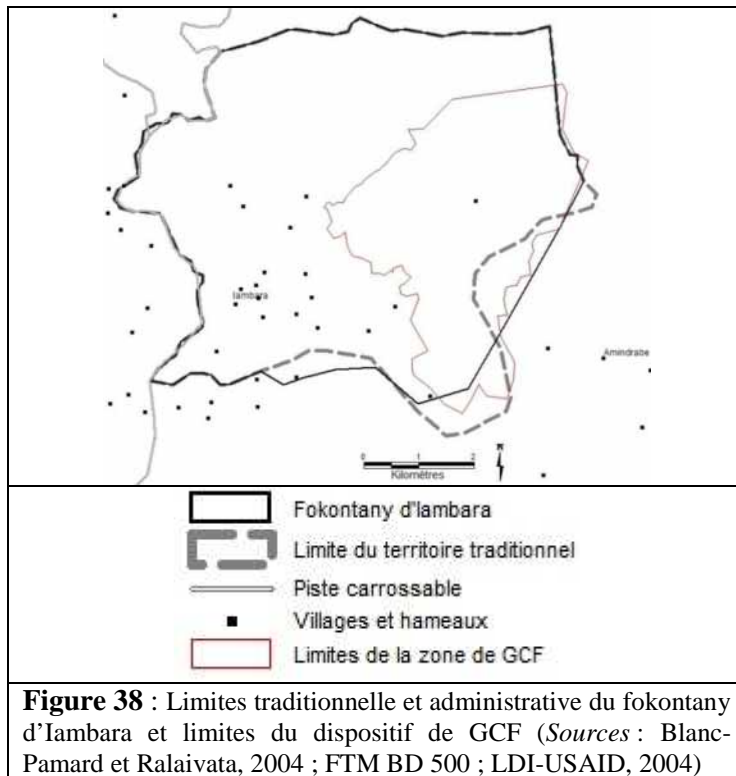 Iambara
Amindrabe
N
0 1 2
Kilomètres
Fokontany d'Iambara
Limite du territoire traditionnel
Piste carrossable
Villages et hameaux
Limites de la zone de GCF
Figure 38 : Limites traditionnelle et administrative du fokontany
d'Iambara et limites du dispositif de GCF (Sources : Blanc-
Pamard et Ralaivata, 2004 ; FTM BD 500 ; LDI-USAID, 2004)